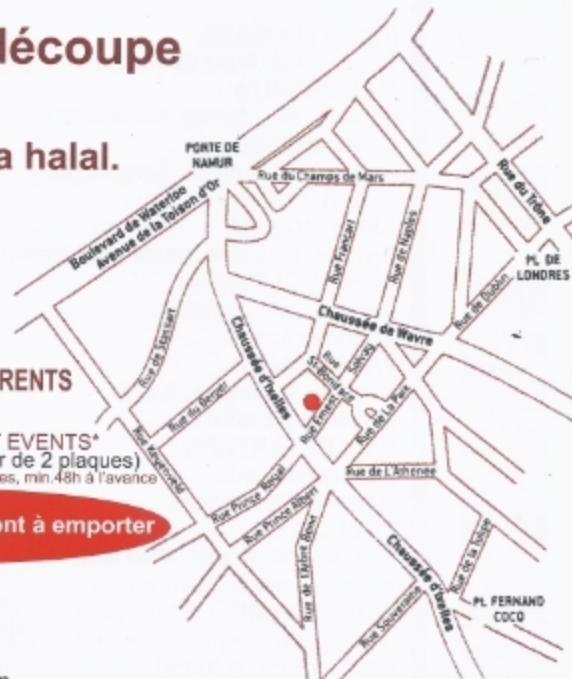 découpe
a halal.
RENTS
EVENTS*
r de 2 plaques)
es, min.48h à l'avance
ont à emporter
PORTE DE
NAMUR
Boulevard de Waterloo
Avenue de la Toison d'Or
Rue du Champs de Mars
Rue du Trône
PL. DE
LONDRES
Rue Francart
Rue de Naples
Rue de Dublin
Chaussée de Wavre
Rue de Stassart
Chaussée d'Ixelles
Rue
St Boniface
Solvay
Rue Ernest
Rue de La Paix
Rue du Berger
Rue Keyenveld
Rue de L'Athenée
Rue Prince Royal
Rue Prince Albert
Rue de L'Arbre Benit
Chaussée d'Ixelles
Rue de la Tulipe
Rue Souveraine
PL. FERNAND
COCQ